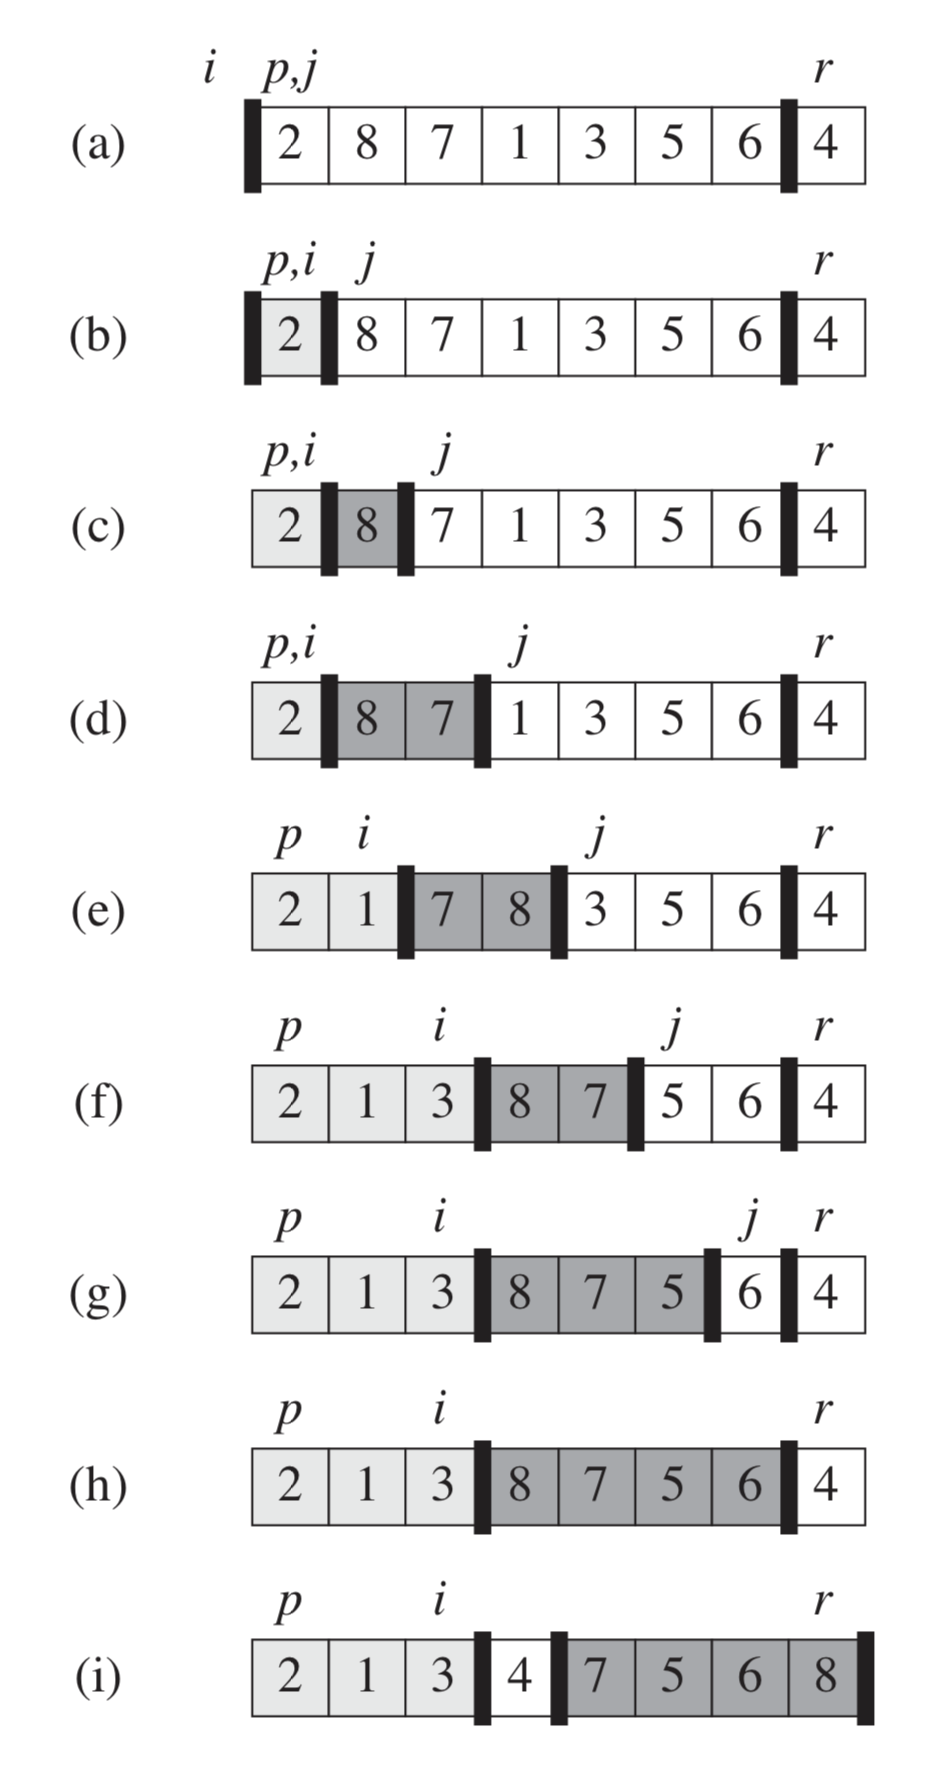 i p,j r
(a) 2 8 7 1 3 5 6 4
p,i j r
(b) 2 8 7 1 3 5 6 4
p,i j r
(c) 2 8 7 1 3 5 6 4
p,i j r
(d) 2 8 7 1 3 5 6 4
p i j r
(e) 2 1 7 8 3 5 6 4
p i j r
(f) 2 1 3 8 7 5 6 4
p i j r
(g) 2 1 3 8 7 5 6 4
p i r
(h) 2 1 3 8 7 5 6 4
p i r
(i) 2 1 3 4 7 5 6 8